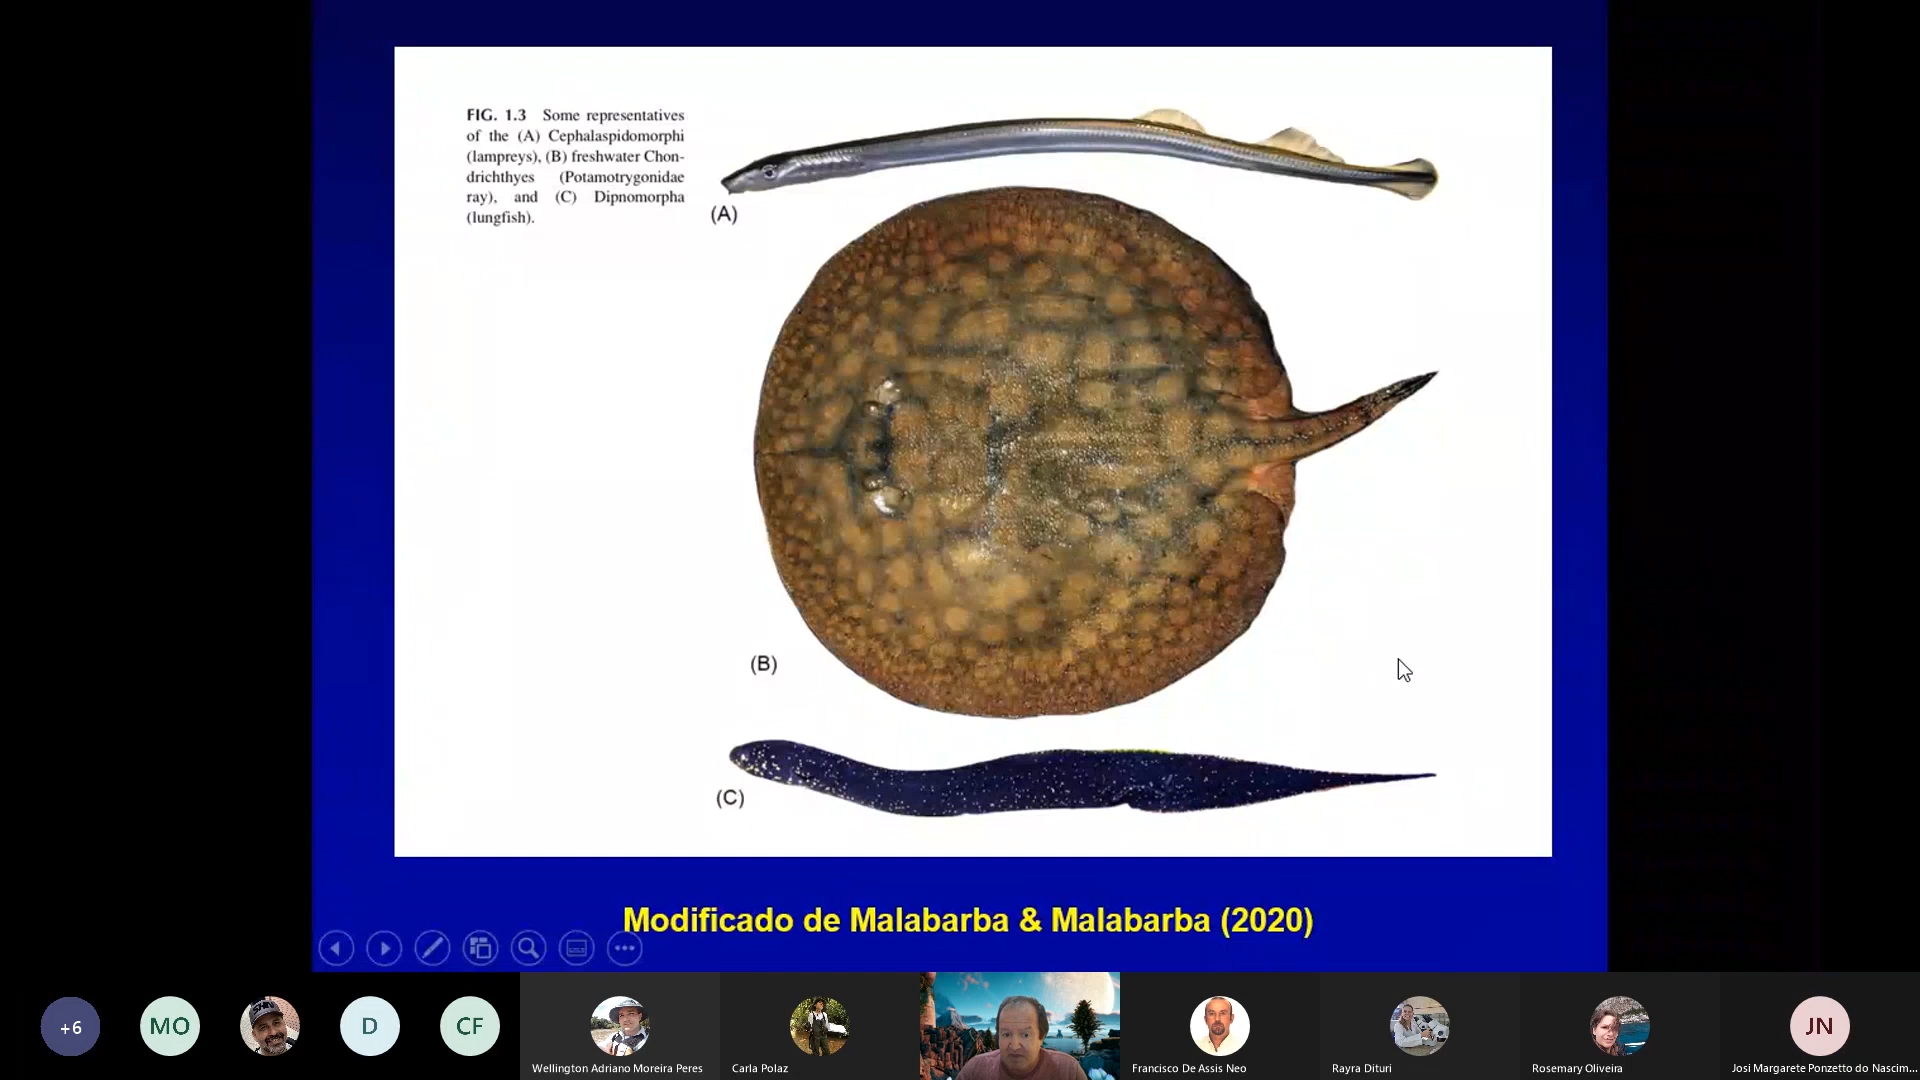 FIG. 1.3 Some representatives
of the (A) Cephalaspidomorphi
(lampreys), (B) freshwater Chon-
drichthyes (Potamotrygonidae
ray), and (C) Dipnomorpha
(lungfish).
(A)
(B)
(C)
Modificado de Malabarba & Malabarba (2020)
+6
MO
D
CF
JN
Wellington Adriano Moreira Peres
Carla Polaz
Francisco De Assis Neo
Rayra Dituri
Rosemary Oliveira
Josi Margarete Ponzetto do Nascim...